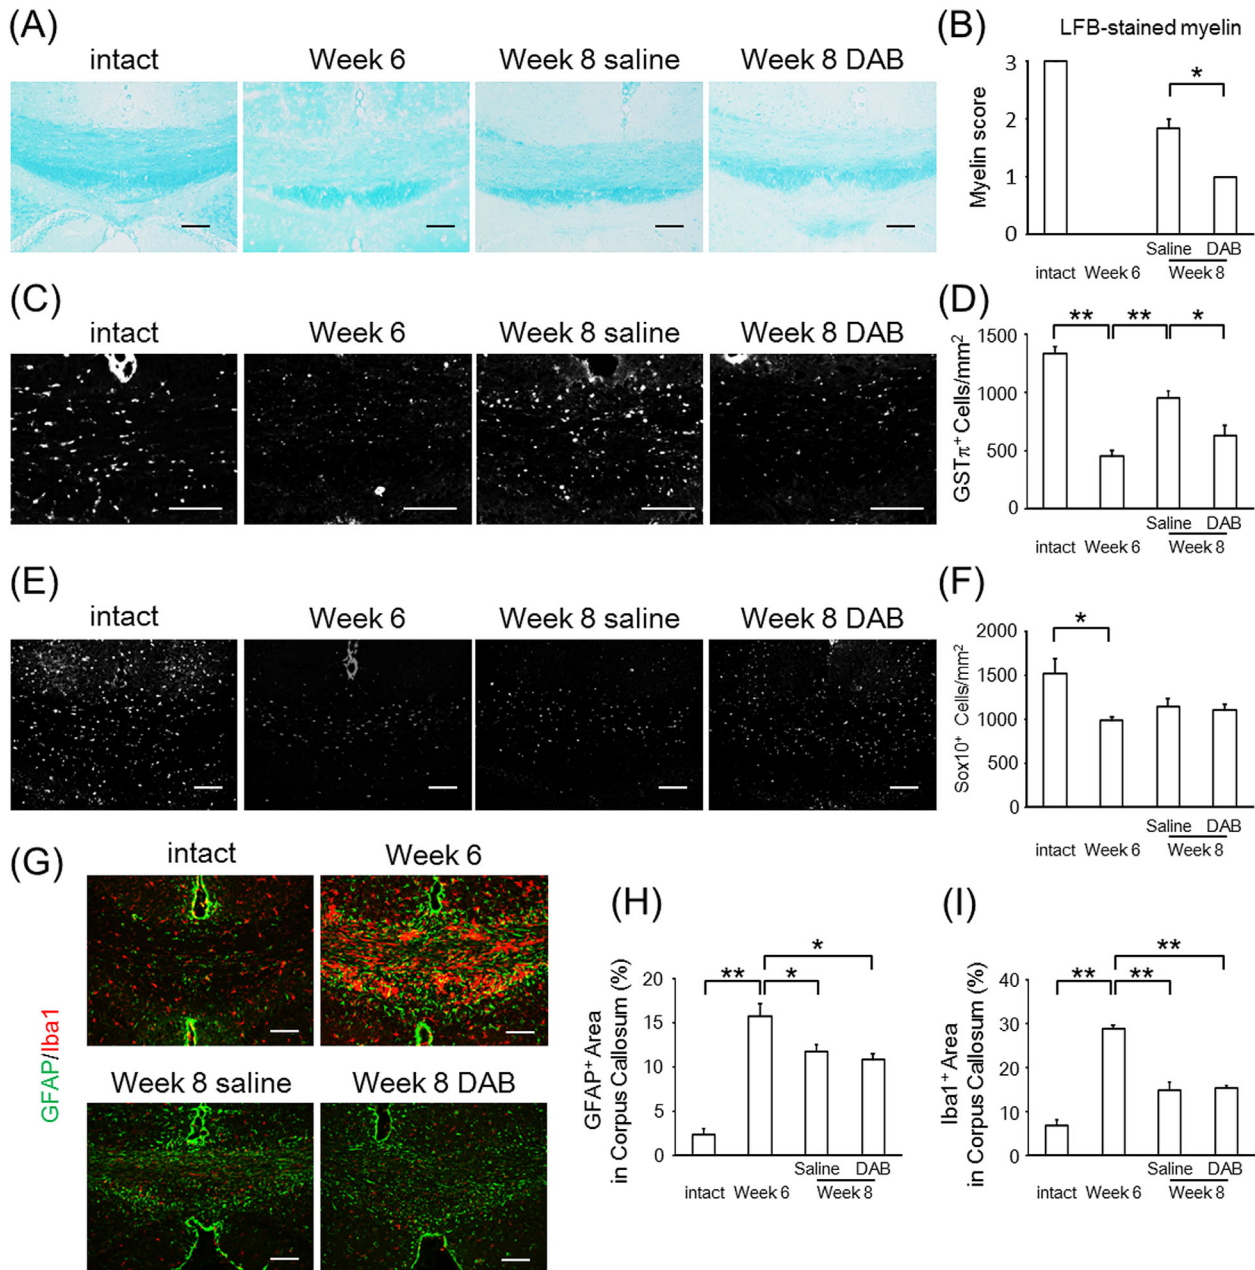 (A)
intact
Week 6
Week 8 saline
Week 8 DAB
(B)
LFB-stained myelin
Myelin score
3
2
1
0
*
Saline
DAB
intact
Week 6
Week 8
(C)
intact
Week 6
Week 8 saline
Week 8 DAB
(D)
GSTπ+ Cells/mm2
1500
1000
500
0
**
**
*
Saline
DAB
intact
Week 6
Week 8
(E)
intact
Week 6
Week 8 saline
Week 8 DAB
(F)
Sox10+ Cells/mm2
2000
1500
1000
500
0
*
Saline
DAB
intact
Week 6
Week 8
(G)
GFAP/Iba1
intact
Week 6
Week 8 saline
Week 8 DAB
(H)
GFAP+ Area
in Corpus Callosum (%)
20
15
10
5
0
**
*
*
Saline
DAB
intact
Week 6
Week 8
(I)
Iba1+ Area
in Corpus Callosum (%)
40
30
20
10
0
**
**
**
Saline
DAB
intact
Week 6
Week 8